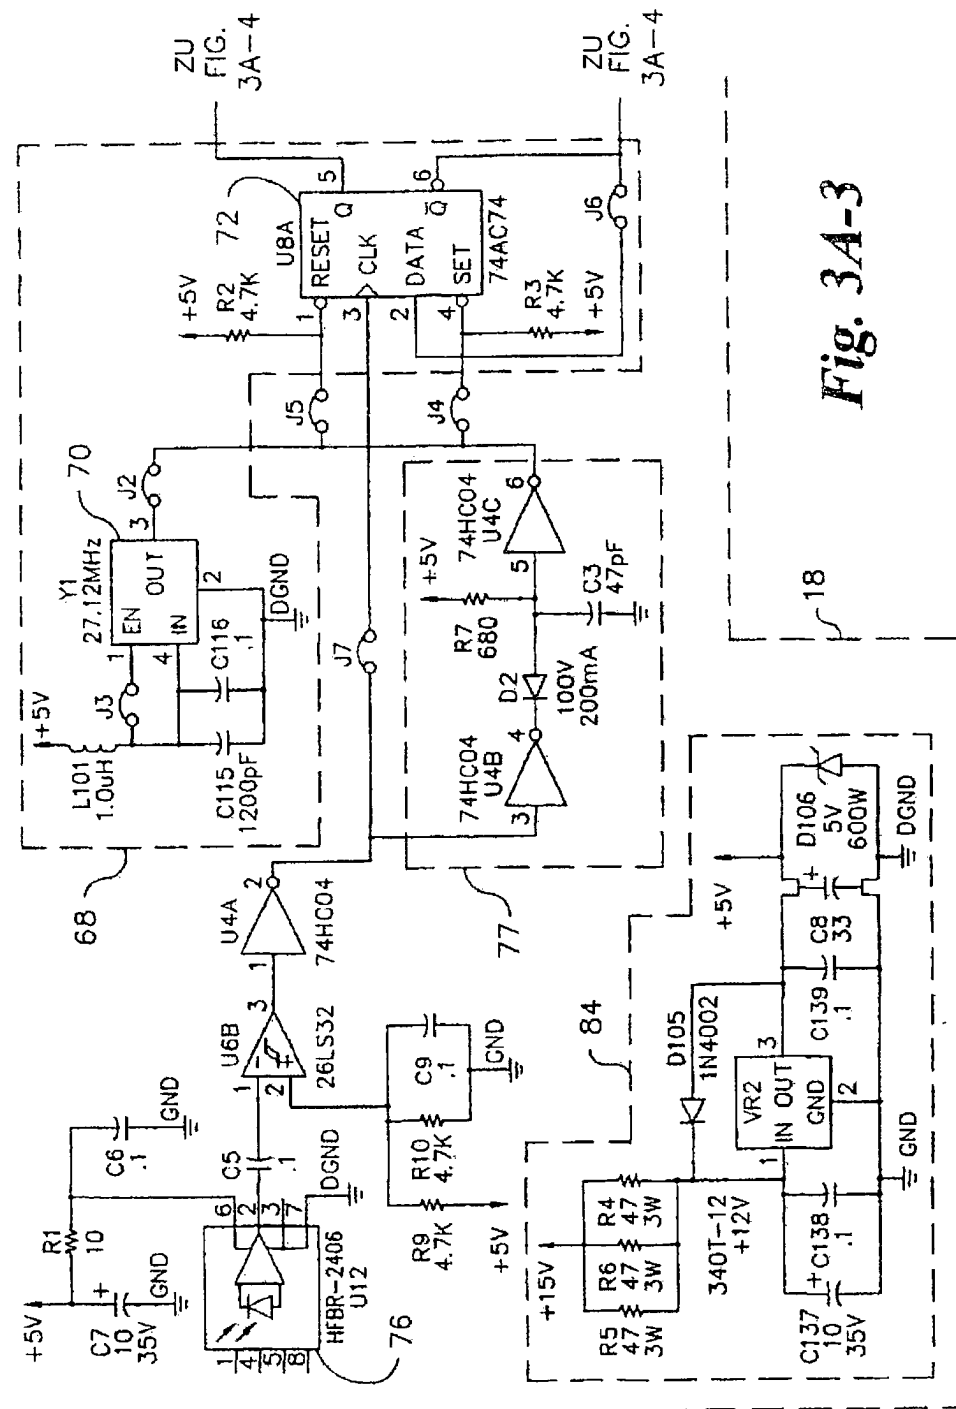 ZU
FIG.
3A-4
ZU
FIG.
3A-4
72
U8A
5
6
RESET
Q
CLK
DATA
Q
SET
74AC74
J6
+5V
R2
4.7K
1
3
2
4
R3
4.7K
+5V
J5
J4
70
J2
3
Y1
27.12MHz
EN
OUT
IN
1
4
2
DGND
C116
.1
J3
+5V
L101
1.0uH
C115
1200pF
68
J7
74HC04
U4C
6
5
+5V
R7
680
C3
47pF
D2
100V
200mA
74HC04
U4B
4
3
77
U4A
2
1
74HC04
U6B
3
1
2
26LS32
C9
.1
GND
R10
4.7K
R9
4.7K
+5V
C5
.1
DGND
C6
.1
GND
R1
10
+5V
C7
10
35V
+
GND
6
2
3
7
HFBR-2406
U12
1
4
5
8
76
84
+15V
R4
47
3W
R6
47
3W
R5
47
3W
D105
1N4002
340T-12
+12V
VR2
IN
OUT
GND
1
3
2
C137
10
35V
+
C138
.1
GND
C139
.1
C8
33
+
+5V
D106
5V
600W
DGND
18
Fig. 3A-3